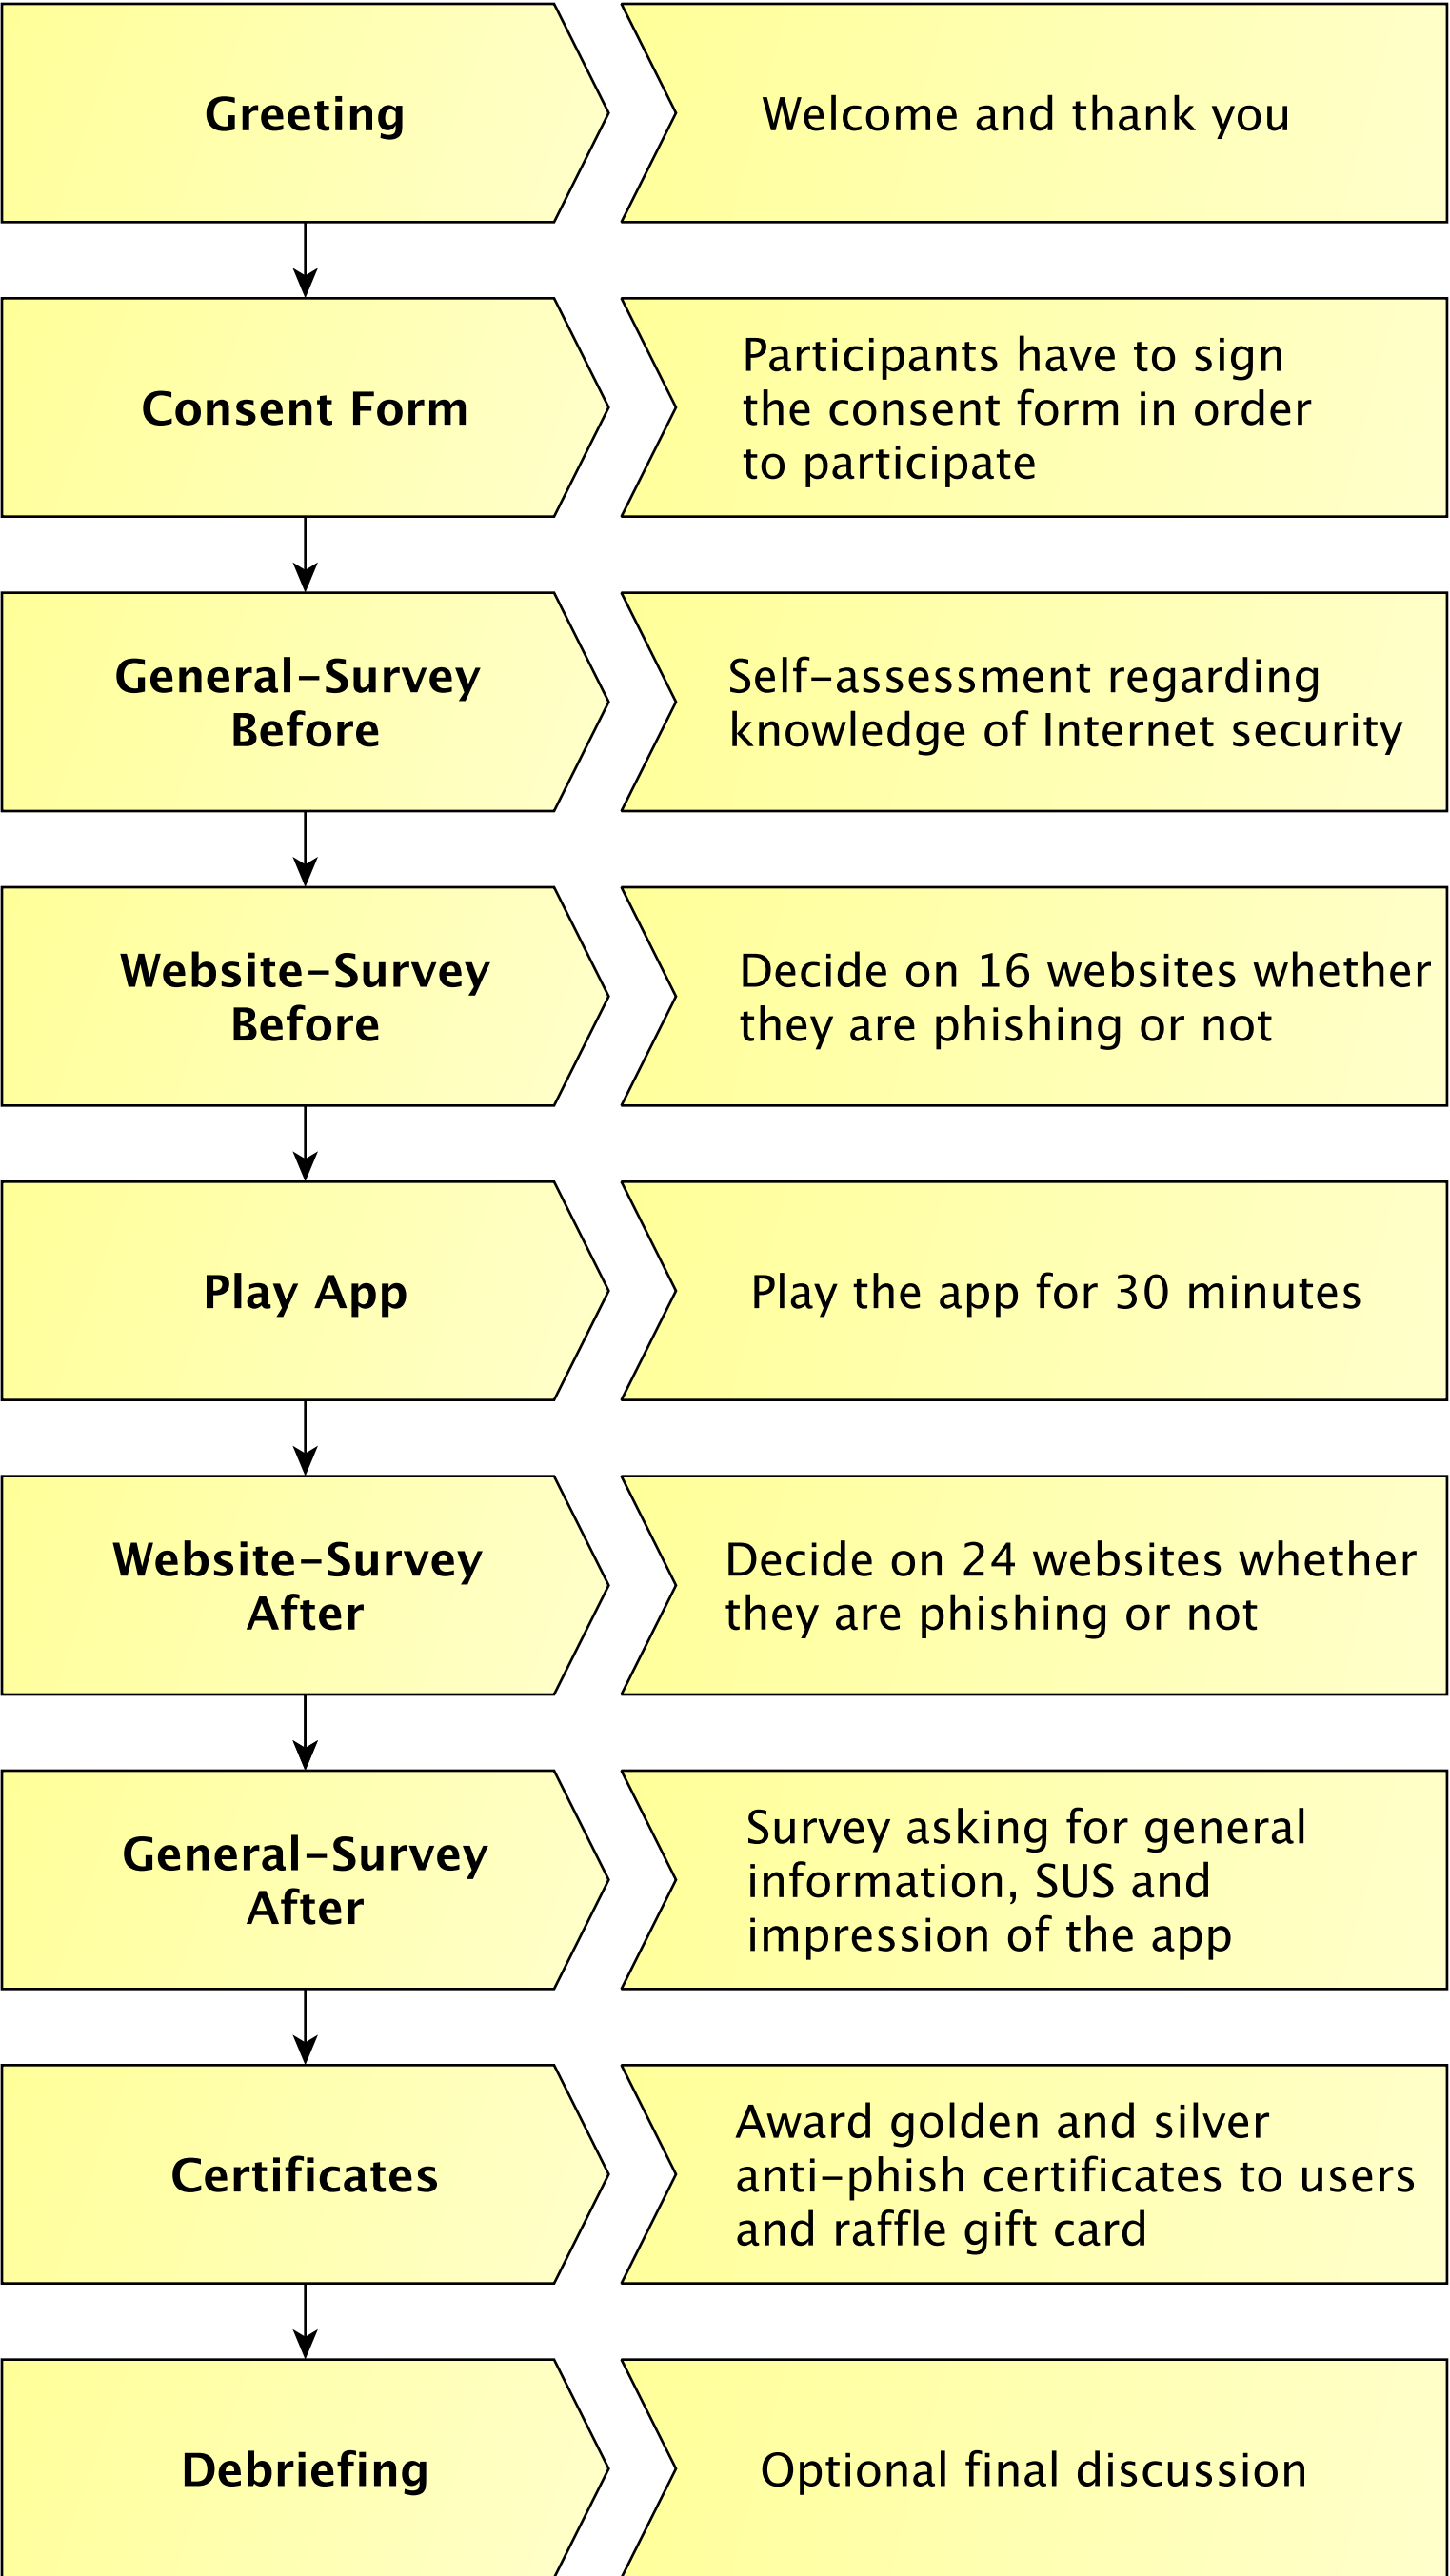 Greeting
Welcome and thank you
Consent Form
Participants have to sign
the consent form in order
to participate
General-Survey
Before
Self-assessment regarding
knowledge of Internet security
Website-Survey
Before
Decide on 16 websites whether
they are phishing or not
Play App
Play the app for 30 minutes
Website-Survey
After
Decide on 24 websites whether
they are phishing or not
General-Survey
After
Survey asking for general
information, SUS and
impression of the app
Certificates
Award golden and silver
anti-phish certificates to users
and raffle gift card
Debriefing
Optional final discussion